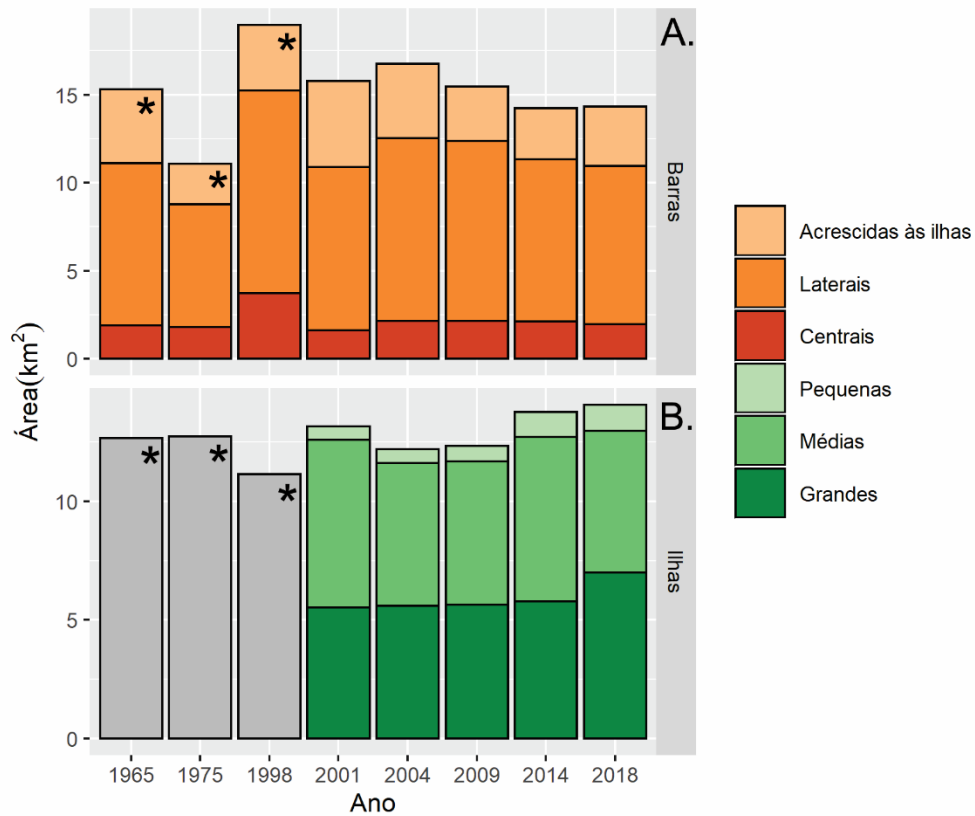 A.
*
*
*
15
10
5
0
Barras
Área(km²)
B.
*
*
*
10
5
0
Ilhas
1965 1975 1998 2001 2004 2009 2014 2018
Ano
Acrescidas às ilhas
Laterais
Centrais
Pequenas
Médias
Grandes